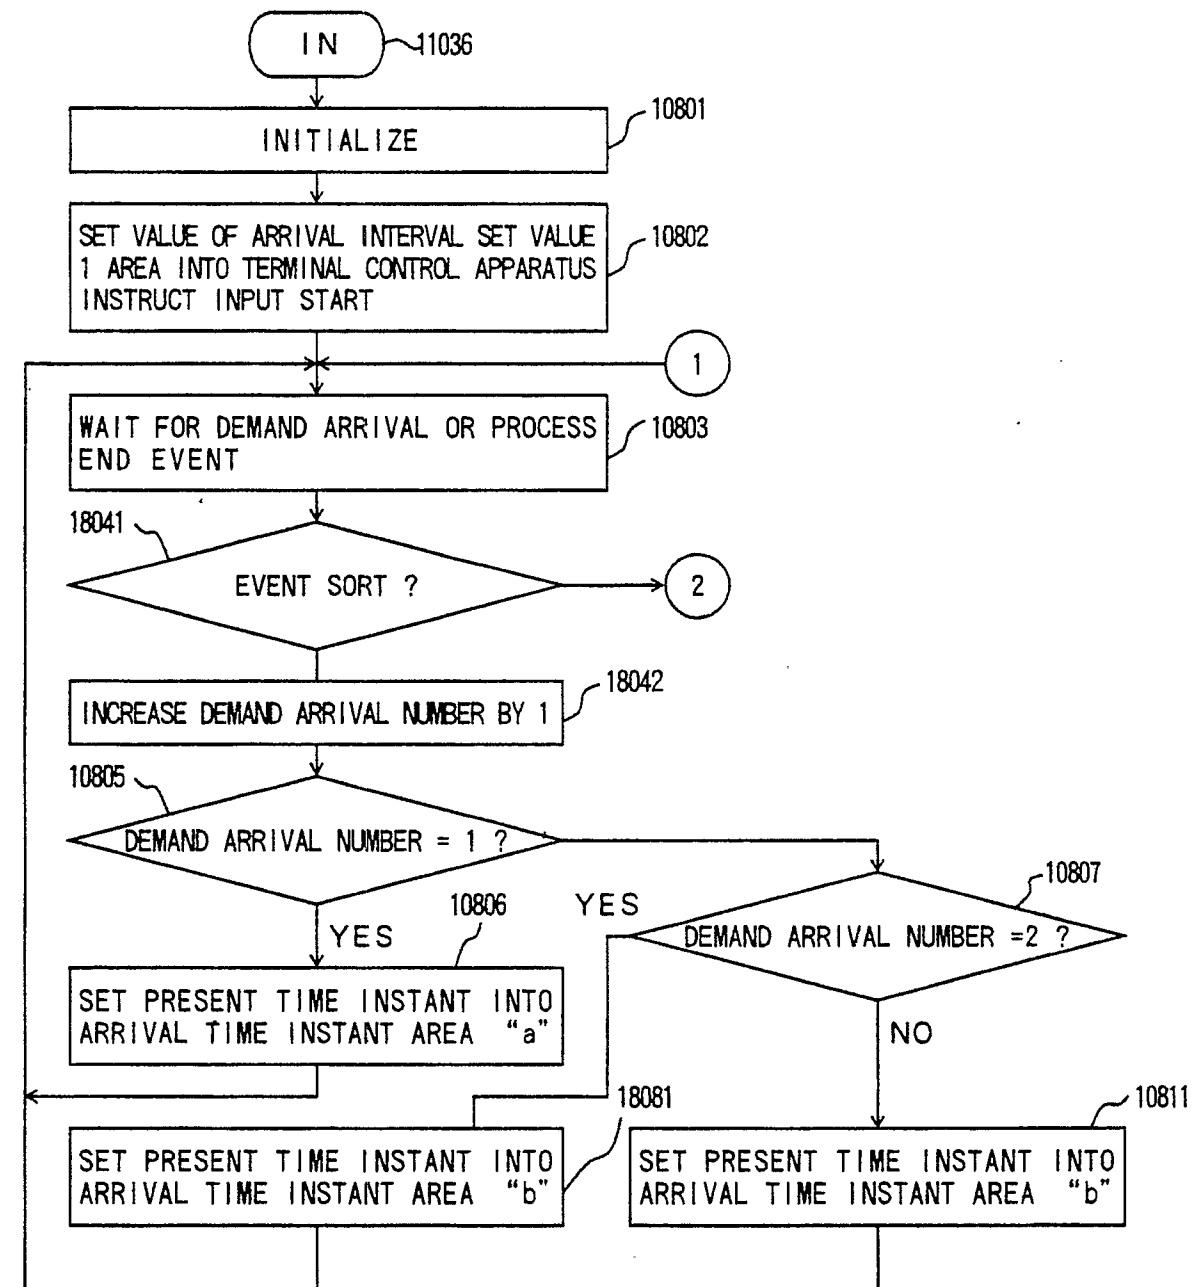 IN
11036
10801
INITIALIZE
SET VALUE OF ARRIVAL INTERVAL SET VALUE
1 AREA INTO TERMINAL CONTROL APPARATUS
INSTRUCT INPUT START
10802
1
WAIT FOR DEMAND ARRIVAL OR PROCESS
END EVENT
10803
18041
EVENT SORT ?
2
18042
INCREASE DEMAND ARRIVAL NUMBER BY 1
10805
DEMAND ARRIVAL NUMBER = 1 ?
10807
DEMAND ARRIVAL NUMBER =2 ?
YES
10806
YES
SET PRESENT TIME INSTANT INTO
ARRIVAL TIME INSTANT AREA "a"
NO
18081
SET PRESENT TIME INSTANT INTO
ARRIVAL TIME INSTANT AREA "b"
10811
SET PRESENT TIME INSTANT INTO
ARRIVAL TIME INSTANT AREA "b"